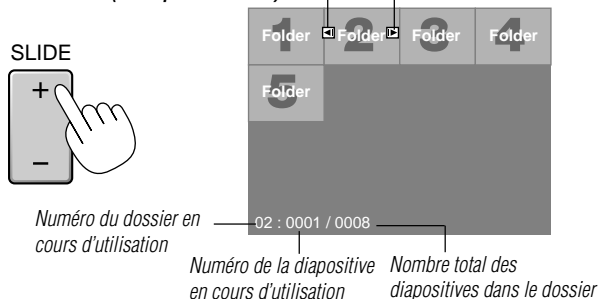 SLIDE
+
–
1 2 3 4
Folder Folder Folder Folder
5
Folder
02 : 0001 / 0008
Numéro du dossier en
cours d'utilisation
Numéro de la diapositive
en cours d'utilisation
Nombre total des
diapositives dans le dossier